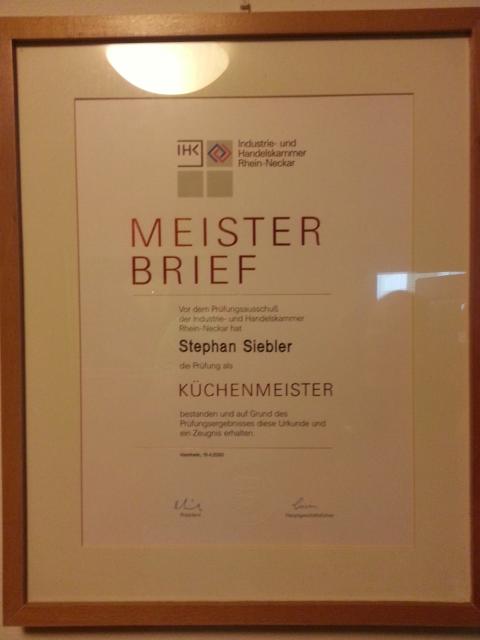 IHK
Industrie- und
Handelskammer
Rhein-Neckar
MEISTER
BRIEF
Vor dem Prüfungsausschuß
der Industrie- und Handelskammer
Rhein-Neckar hat
Stephan Siebler
die Prüfung als
KÜCHENMEISTER
bestanden und auf Grund des
Prüfungsergebnisses diese Urkunde und
ein Zeugnis erhalten.
Mannheim,
Präsident
Hauptgeschäftsführer